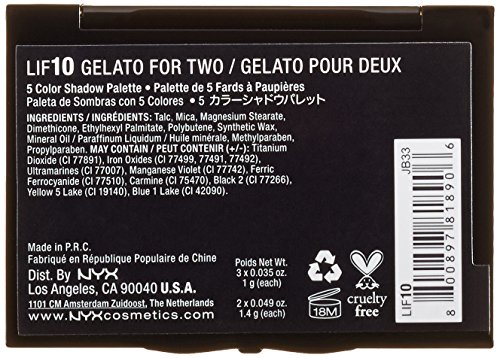 LIF10 GELATO FOR TWO / GELATO POUR DEUX
5 Color Shadow Palette • Palette de 5 Fards à Paupières
Paleta de Sombras con 5 Colores • 5 カラーシャドウパレット
INGREDIENTS / INGRÉDIENTS: Talc, Mica, Magnesium Stearate,
Dimethicone, Ethylhexyl Palmitate, Polybutene, Synthetic Wax,
Mineral Oil / Paraffinum Liquidum / Huile minérale, Methylparaben,
Propylparaben. MAY CONTAIN / PEUT CONTENIR (+/-): Titanium
Dioxide (CI 77891), Iron Oxides (CI 77499, 77491, 77492),
Ultramarines (CI 77007), Manganese Violet (CI 77742), Ferric
Ferrocyanide (CI 77510), Carmine (CI 75470), Black 2 (CI 77266),
Yellow 5 Lake (CI 19140), Blue 1 Lake (CI 42090).
Made in P.R.C.
Fabriqué en République Populaire de Chine
Dist. By NYX
Los Angeles, CA 90040 U.S.A.
1101 CM Amsterdam Zuidoost, The Netherlands
www.NYXcosmetics.com
Poids Net Wt.
3 x 0.035 oz.
1 g (each)
2 x 0.049 oz.
1.4 g (each)
18M
cruelty
free
LIF10
8 00897 81890 6
JB33